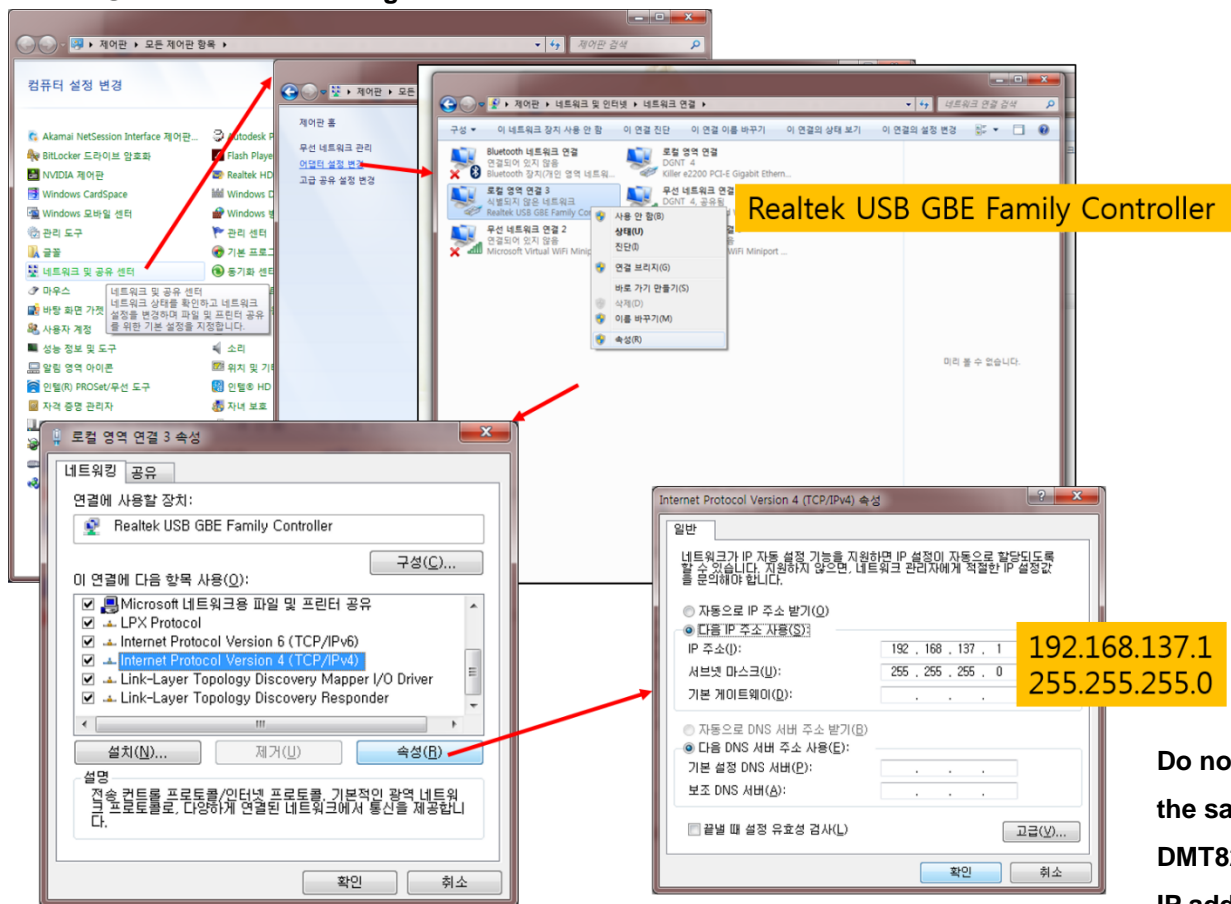 제어판 ▸ 모든 제어판 항목 ▸
제어판 검색
컴퓨터 설정 변경
Akamai NetSession Interface 제어판...
Autodesk P
BitLocker 드라이브 암호화
Flash Playe
NVIDIA 제어판
Realtek HD
Windows CardSpace
Windows D
Windows 모바일 센터
Windows
관리 도구
관리 센터
글꼴
기본 프로그
네트워크 및 공유 센터
동기화 센터
마우스
바탕 화면 가젯
사용자 계정
네트워크 및 공유 센터
네트워크 상태를 확인하고 네트워크
설정을 변경하며 파일 및 프린터 공유
를 위한 기본 설정을 지정합니다.
성능 정보 및 도구
소리
알림 영역 아이콘
위치 및 기
인텔(R) PROSet/무선 도구
인텔® HD
자격 증명 관리자
자녀 보호
제어판 ▸ 모든
제어판 홈
무선 네트워크 관리
어댑터 설정 변경
고급 공유 설정 변경
제어판 ▸ 네트워크 및 인터넷 ▸ 네트워크 연결 ▸
네트워크 연결 검색
구성 이 네트워크 장치 사용 안 함 이 연결 진단 이 연결 이름 바꾸기 이 연결의 상태 보기 이 연결의 설정 변경
Bluetooth 네트워크 연결
연결되어 있지 않음
Bluetooth 장치(개인 영역 네트워...
로컬 영역 연결
DGNT 4
Killer e2200 PCI-E Gigabit Ethern...
로컬 영역 연결 3
식별되지 않은 네트워크
Realtek USB GBE Family Co
무선 네트워크 연결
DGNT 4, 공유됨
무선 네트워크 연결 2
연결되어 있지 않음
Microsoft Virtual WiFi Minip
WiFi Miniport ...
사용 안 함(B)
상태(U)
진단(I)
연결 브리지(G)
바로 가기 만들기(S)
삭제(D)
이름 바꾸기(M)
속성(R)
미리 볼 수 없습니다.
Realtek USB GBE Family Controller
로컬 영역 연결 3 속성
네트워킹 공유
연결에 사용할 장치:
Realtek USB GBE Family Controller
구성(C)...
이 연결에 다음 항목 사용(O):
Microsoft 네트워크용 파일 및 프린터 공유
LPX Protocol
Internet Protocol Version 6 (TCP/IPv6)
Internet Protocol Version 4 (TCP/IPv4)
Link-Layer Topology Discovery Mapper I/O Driver
Link-Layer Topology Discovery Responder
설치(N)... 제거(U) 속성(R)
설명
전송 컨트롤 프로토콜/인터넷 프로토콜. 기본적인 광역 네트워
크 프로토콜로, 다양하게 연결된 네트워크에서 통신을 제공합니
다.
확인 취소
Internet Protocol Version 4 (TCP/IPv4) 속성
일반
네트워크가 IP 자동 설정 기능을 지원하면 IP 설정이 자동으로 할당되도록
할 수 있습니다. 지원하지 않으면, 네트워크 관리자에게 적절한 IP 설정값
을 문의해야 합니다.
자동으로 IP 주소 받기(O)
다음 IP 주소 사용(S):
IP 주소(I): 192 . 168 . 137 . 1
서브넷 마스크(U): 255 . 255 . 255 . 0
기본 게이트웨이(D): . . .
자동으로 DNS 서버 주소 받기(B)
다음 DNS 서버 주소 사용(E):
기본 설정 DNS 서버(P): . . .
보조 DNS 서버(A): . . .
끝낼 때 설정 유효성 검사(L)
고급(V)...
확인 취소
192.168.137.1
255.255.255.0
Do no
the sa
DMT8
IP add